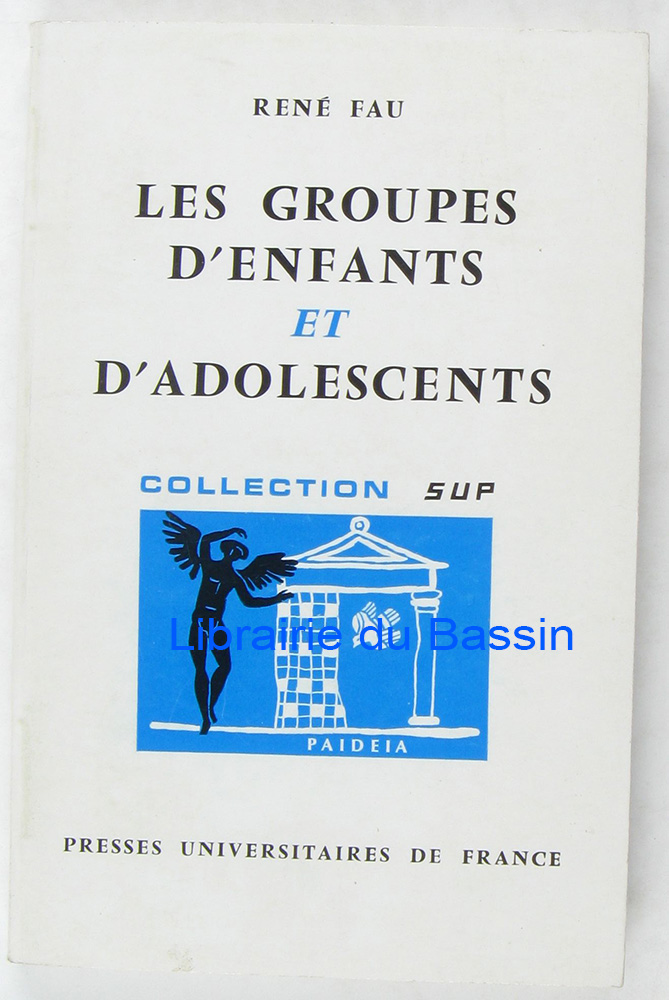 RENÉ FAU
LES GROUPES
D'ENFANTS
ET
D'ADOLESCENTS
COLLECTION SUP
Librairie du Bassin
PAIDEIA
PRESSES UNIVERSITAIRES DE FRANCE